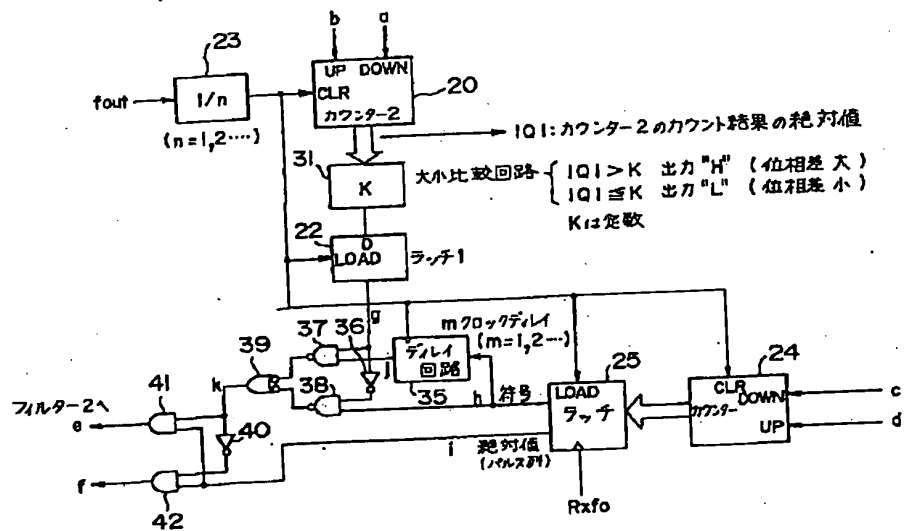 b
a
23
UP DOWN
CLR
カウンター2
20
fout
1/n
(n=1,2‥‥)
|Q|:カウンター2のカウント結果の絶対値
31
K
大小比較回路
|Q|>K 出力"H" (位相差 大)
|Q|≦K 出力"L" (位相差 小)
Kは定数
22
D
LOAD
ラッチ1
g
mクロックディレイ
(m=1,2‥‥)
37
36
39
j
ディレイ
回路
35
25
24
k
41
38
h
符号
LOAD
ラッチ
CLR
DOWN
カウンター
UP
c
d
フィルター2へ
e
40
i
絶対値
(パルス列)
f
42
Rxfo